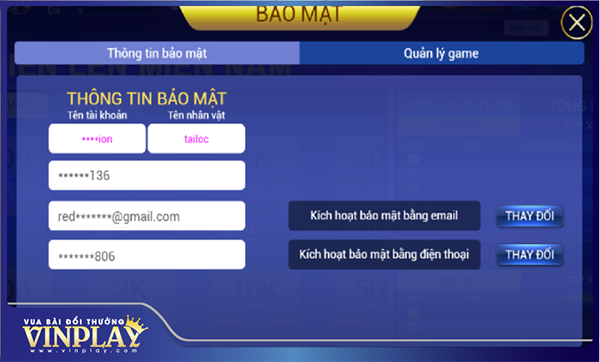 BẢO MẬT
Thông tin bảo mật
Quản lý game
THÔNG TIN BẢO MẬT
Tên tài khoản
Tên nhân vật
****ion
tailoc
******136
red*******@gmail.com
Kích hoạt bảo mật bằng email
THAY ĐỔI
*******806
Kích hoạt bảo mật bằng điện thoại
THAY ĐỔI
VUA BÀI ĐỔI THƯỞNG
VINPLAY
www.vinplay.com